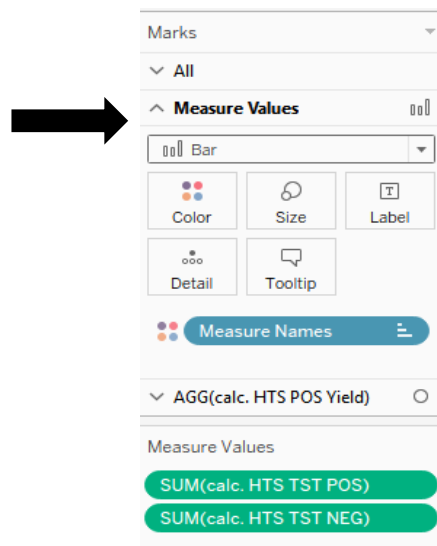 Marks
All
Measure Values
Bar
Color Size Label
Detail Tooltip
Measure Names
AGG(calc. HTS POS Yield)
Measure Values
SUM(calc. HTS TST POS)
SUM(calc. HTS TST NEG)